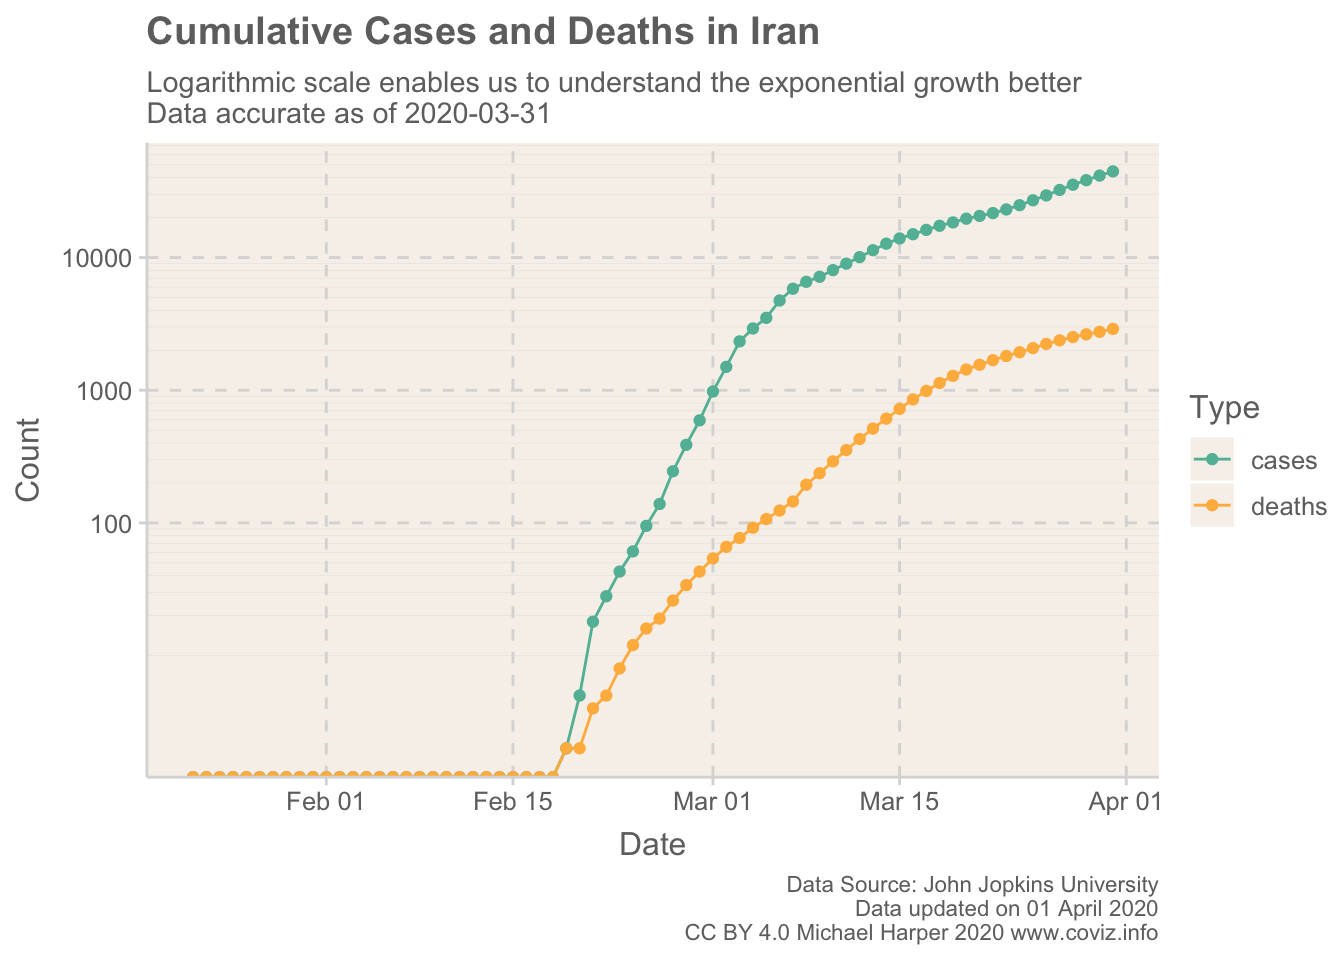 Cumulative Cases and Deaths in Iran
Logarithmic scale enables us to understand the exponential growth better
Data accurate as of 2020-03-31
10000
1000
100
Count
Feb 01
Feb 15
Mar 01
Mar 15
Apr 01
Date
Type
cases
deaths
Data Source: John Jopkins University
Data updated on 01 April 2020
CC BY 4.0 Michael Harper 2020 www.coviz.info